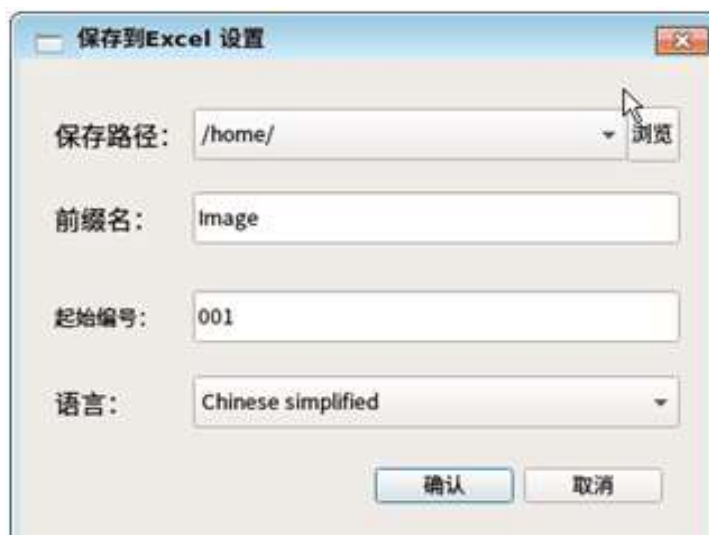 保存到Excel 设置
保存路径： /home/ 浏览
前缀名： Image
起始编号： 001
语言： Chinese simplified
确认 取消